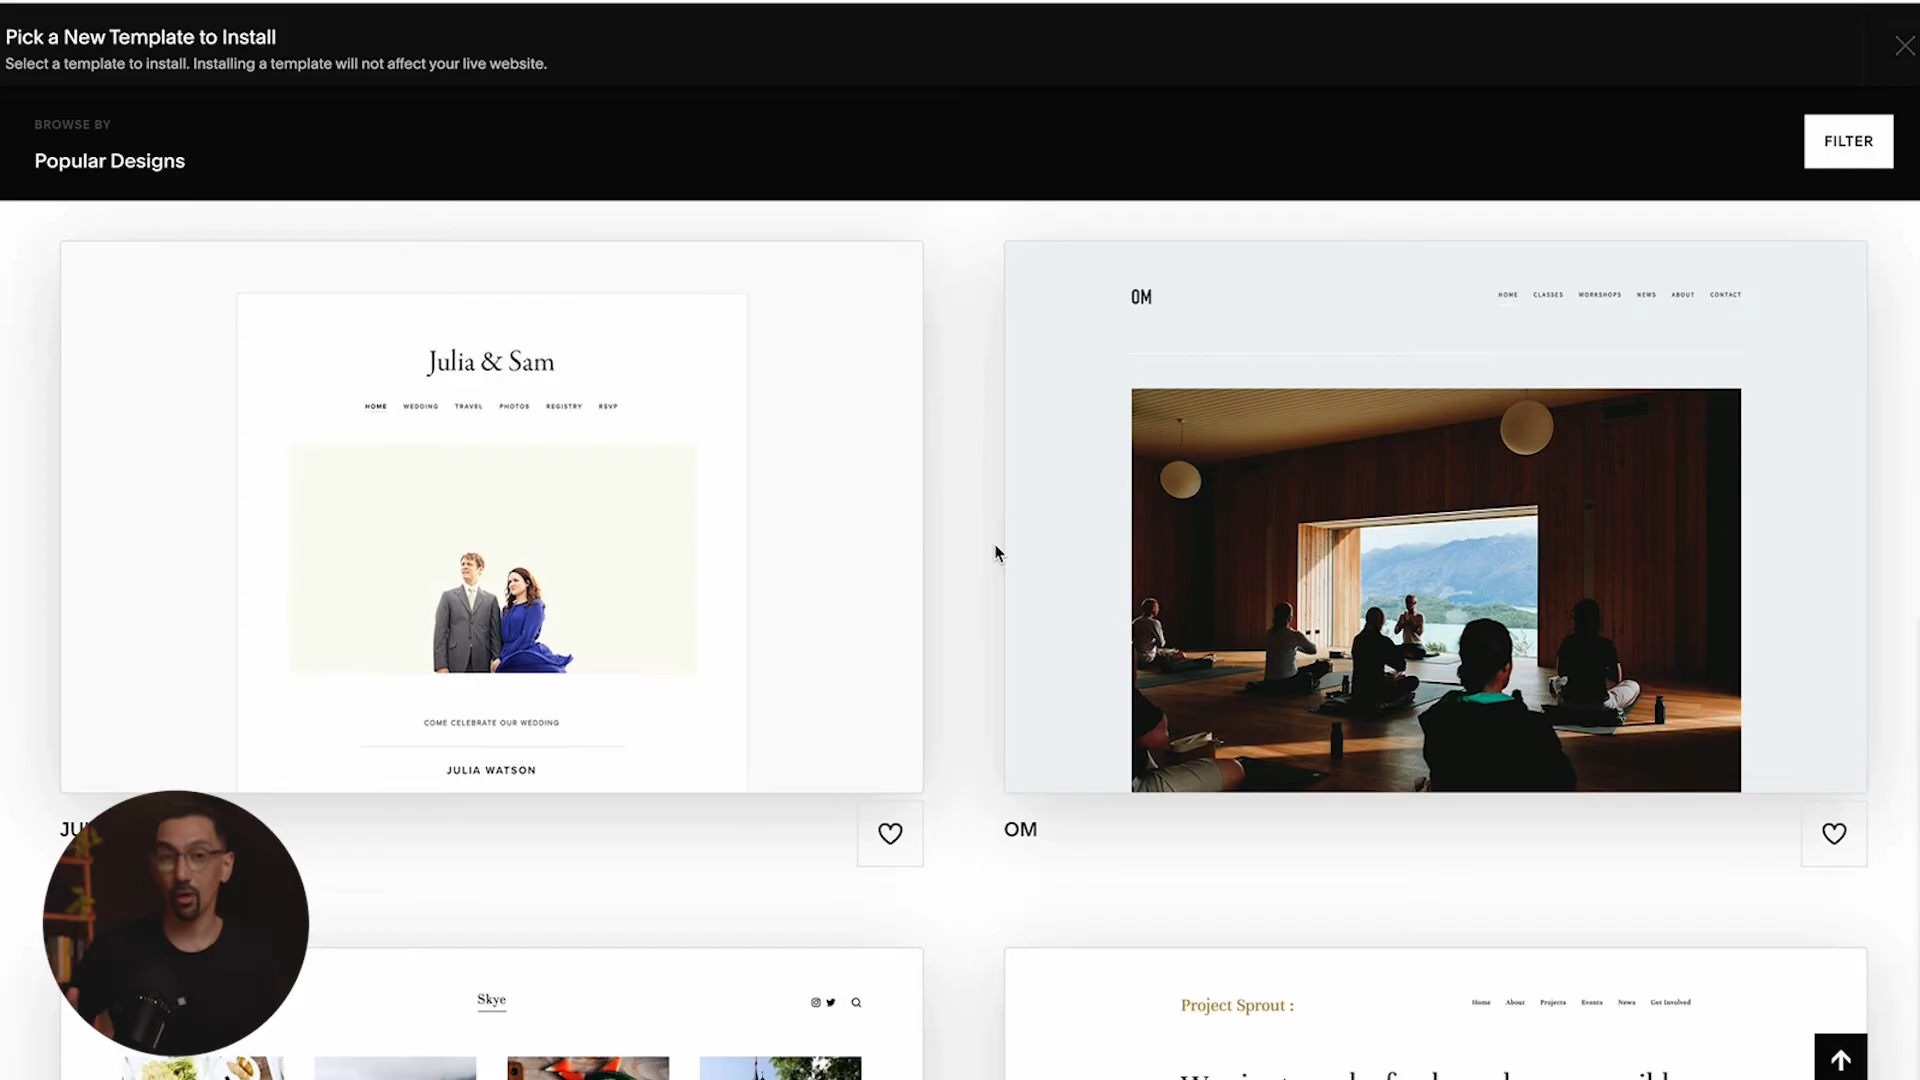 Pick a New Template to Install
Select a template to install. Installing a template will not affect your live website.
BROWSE BY
Popular Designs
FILTER
Julia & Sam
HOME WEDDING TRAVEL PHOTOS REGISTRY RSVP
COME CELEBRATE OUR WEDDING
JULIA WATSON
OM
HOME CLASSES WORKSHOPS NEWS ABOUT CONTACT
OM
Skye
Project Sprout :
Home About Projects Events News Get Involved